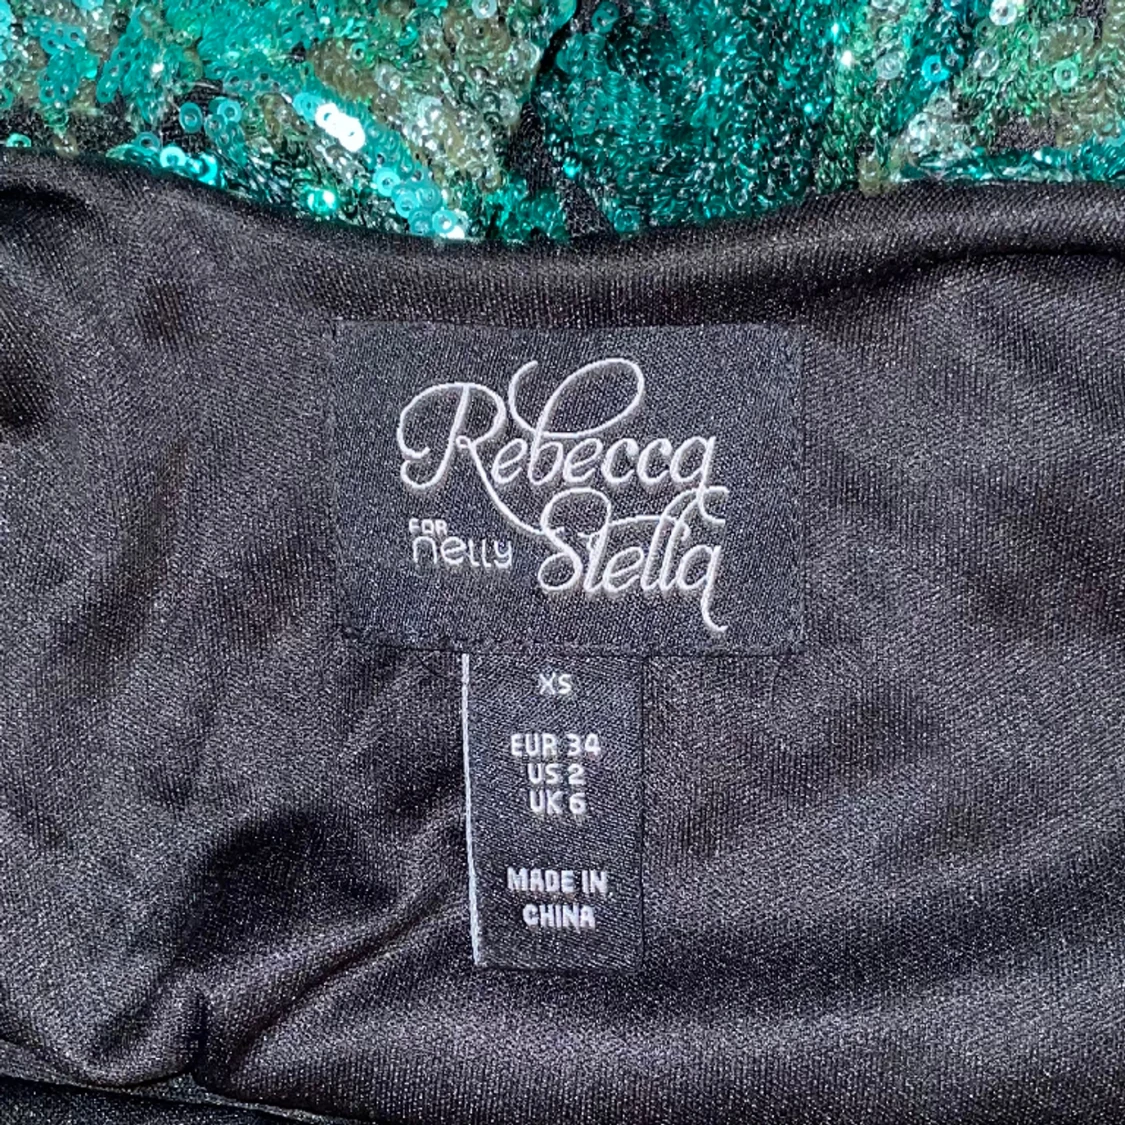 Rebecca
FOR
nelly Stella
XS
EUR 34
US 2
UK 6
MADE IN
CHINA